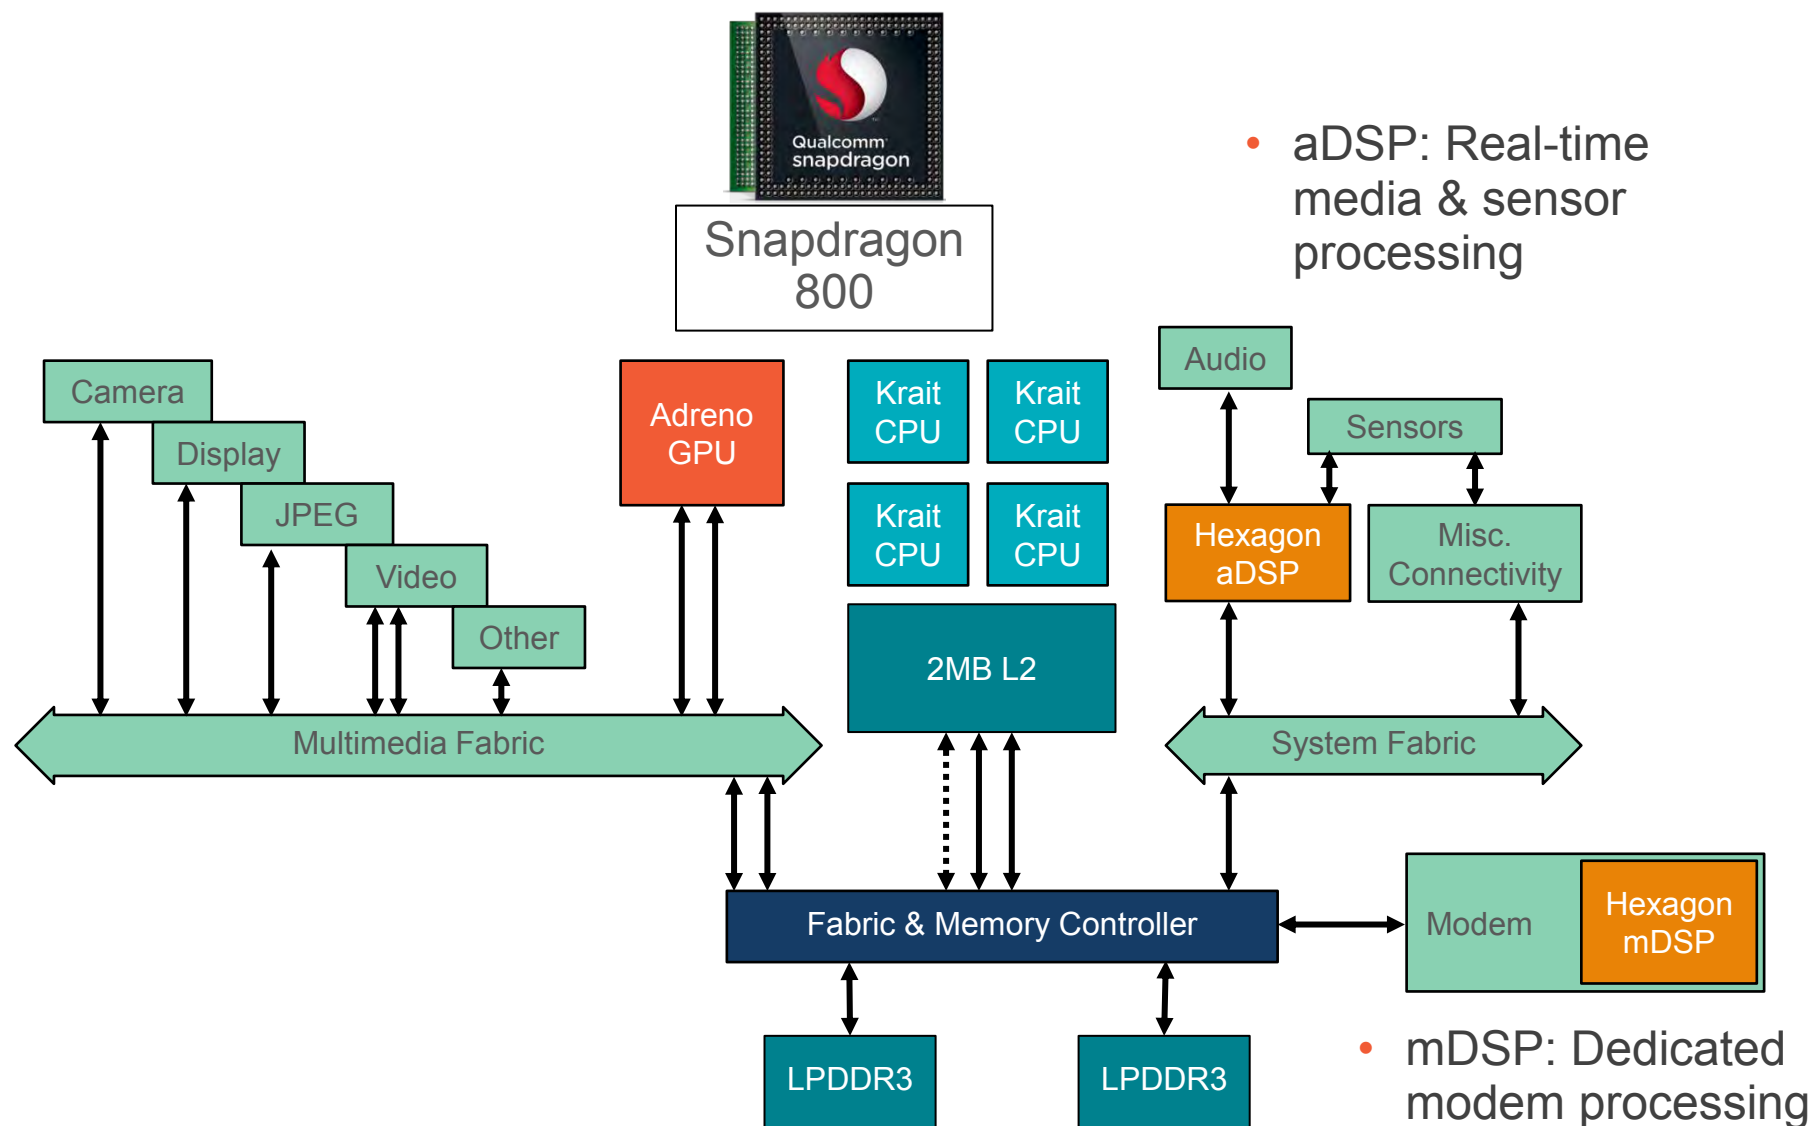 Qualcomm
snapdragon
Snapdragon
800
• aDSP: Real-time
media & sensor
processing
Camera
Display
JPEG
Video
Other
Adreno
GPU
Krait
CPU
Krait
CPU
Krait
CPU
Krait
CPU
2MB L2
Audio
Sensors
Hexagon
aDSP
Misc.
Connectivity
Multimedia Fabric
System Fabric
Fabric & Memory Controller
Modem
Hexagon
mDSP
LPDDR3
LPDDR3
• mDSP: Dedicated
modem processing